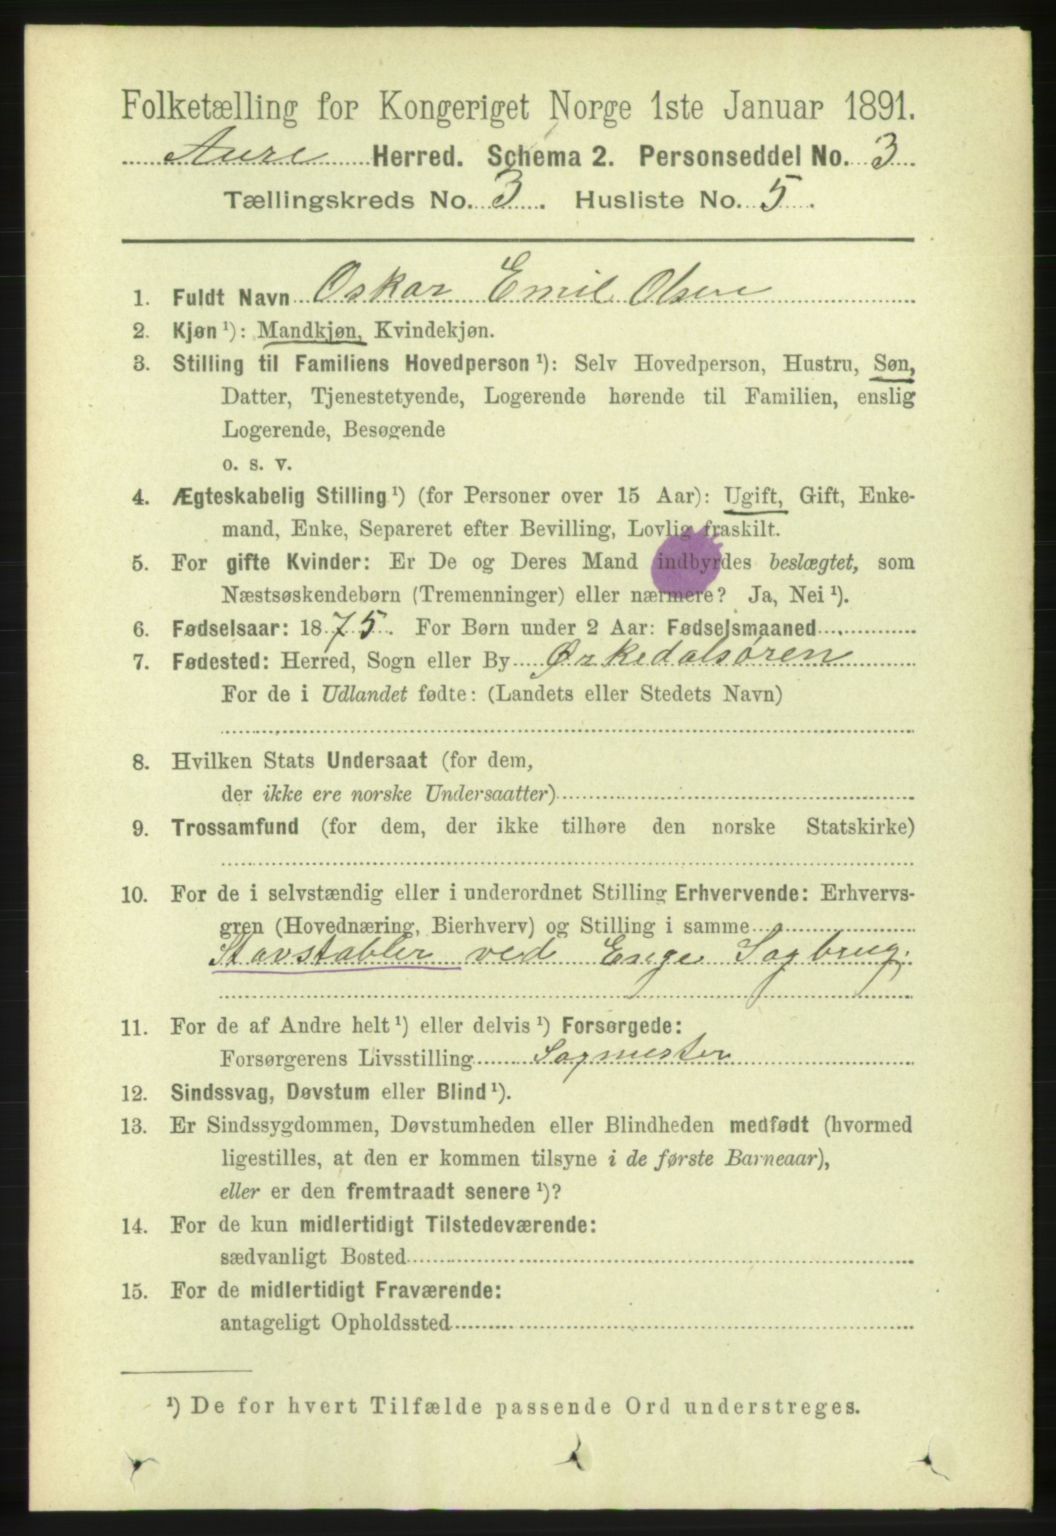 Folketælling for Kongeriget Norge 1ste Januar 1891.
Aure Herred. Schema 2. Personseddel No. 3
Tællingskreds No. 3. Husliste No. 5.
1. Fuldt Navn Oskar Emil Olsen
2. Kjøn ¹): Mandkjøn, Kvindekjøn.
3. Stilling til Familiens Hovedperson ¹): Selv Hovedperson, Hustru, Søn,
Datter, Tjenestetyende, Logerende hørende til Familien, enslig
Logerende, Besøgende
o. s. v.
4. Ægteskabelig Stilling ¹) (for Personer over 15 Aar): Ugift, Gift, Enke-
mand, Enke, Separeret efter Bevilling, Lovlig fraskilt.
5. For gifte Kvinder: Er De og Deres Mand indbyrdes beslægtet, som
Næstsøskendebørn (Tremenninger) eller nærmere? Ja, Nei ¹).
6. Fødselsaar: 1875. For Børn under 2 Aar: Fødselsmaaned
7. Fødested: Herred, Sogn eller By Ørkedalsøren
For de i Udlandet fødte: (Landets eller Stedets Navn)
8. Hvilken Stats Undersaat (for dem,
der ikke ere norske Undersaatter)
9. Trossamfund (for dem, der ikke tilhøre den norske Statskirke)
10. For de i selvstændig eller i underordnet Stilling Erhvervende: Erhvervs-
gren (Hovednæring, Bierhverv) og Stilling i samme
Stavstabler ved Enge Sagbrug.
11. For de af Andre helt ¹) eller delvis ¹) Forsørgede:
Forsørgerens Livsstilling Sagmester
12. Sindssvag, Døvstum eller Blind ¹).
13. Er Sindssygdommen, Døvstumheden eller Blindheden medfødt (hvormed
ligestilles, at den er kommen tilsyne i de første Barneaar),
eller er den fremtraadt senere ¹)?
14. For de kun midlertidigt Tilstedeværende:
sædvanligt Bosted
15. For de midlertidigt Fraværende:
antageligt Opholdssted
¹) De for hvert Tilfælde passende Ord understreges.